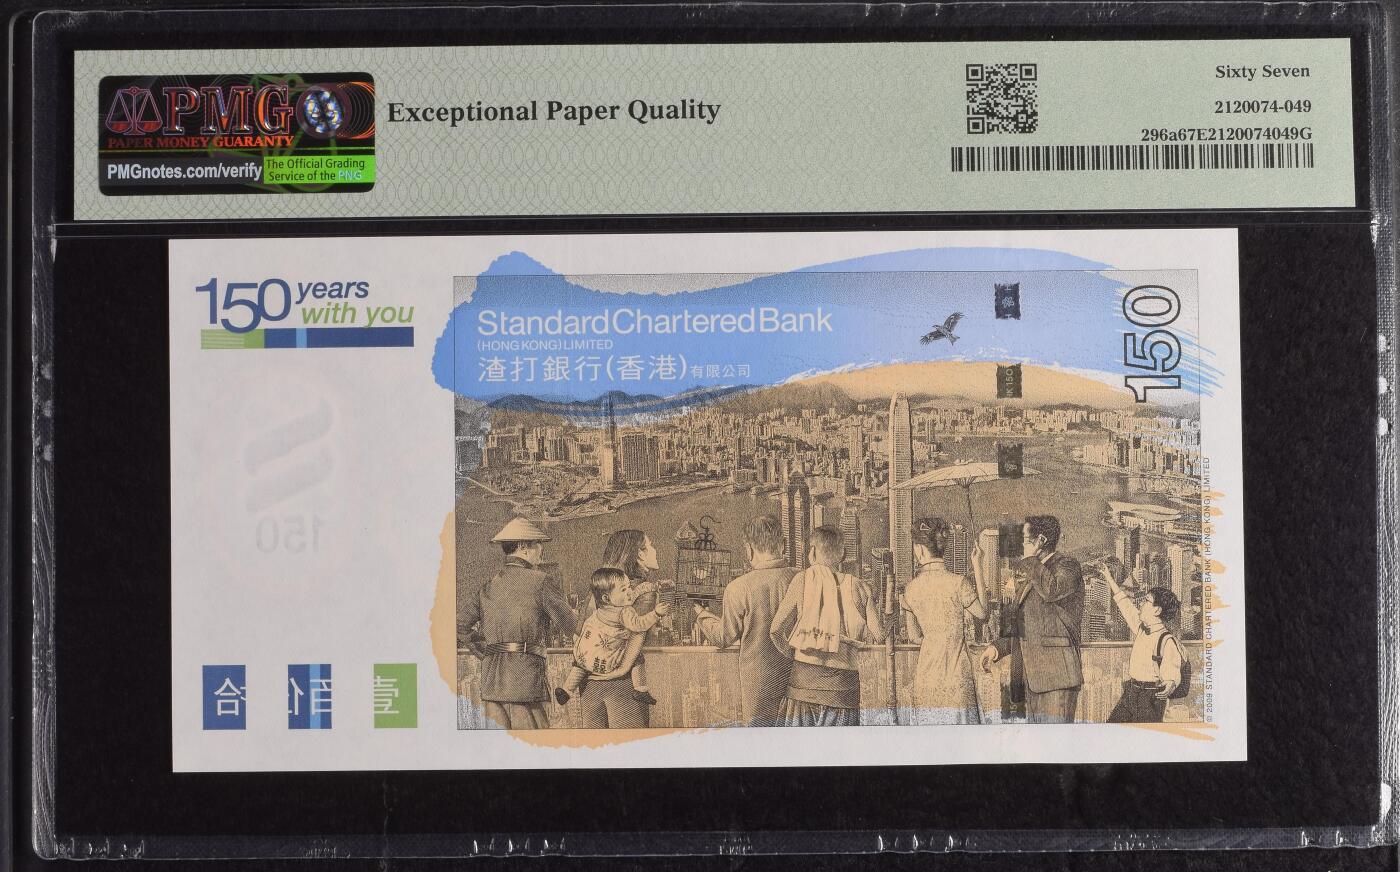 PMG
PAPER MONEY GUARANTY
PMGnotes.com/verify
The Official Grading
Service of the PNG
Exceptional Paper Quality
Sixty Seven
2120074-049
296a67E2120074049G
150 years
with you
Standard Chartered Bank
(HONG KONG) LIMITED
渣打銀行(香港)有限公司
150
150
© 2009 STANDARD CHARTERED BANK (HONG KONG) LIMITED